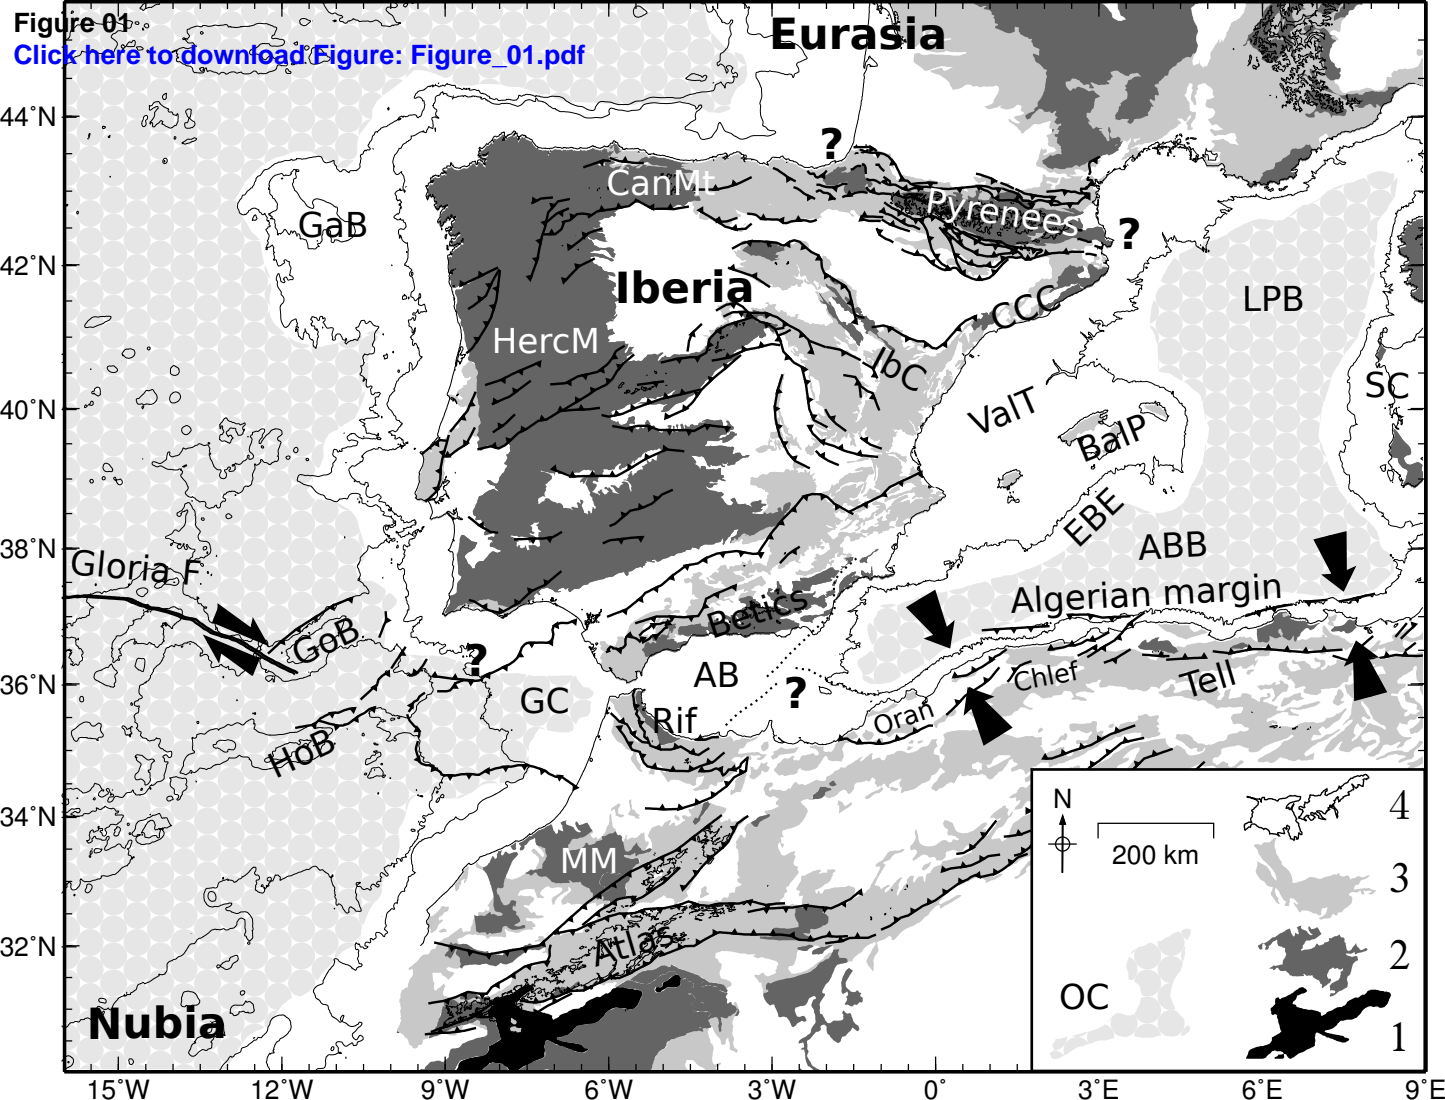 Figure 01
Click here to download Figure: Figure_01.pdf
Eurasia
44°N
?
CanMt
Pyrenees
GaB
?
42°N
Iberia
LPB
CCC
HercM
IbC
SC
40°N
ValT
BalP
EBE
38°N
ABB
Gloria F
Algerian margin
Betics
GoB
?
36°N
AB
?
Chlef
Tell
GC
Oran
Rif
HoB
34°N
N
200 km
4
MM
3
32°N
Atlas
2
OC
Nubia
1
15°W
12°W
9°W
6°W
3°W
0°
3°E
6°E
9°E